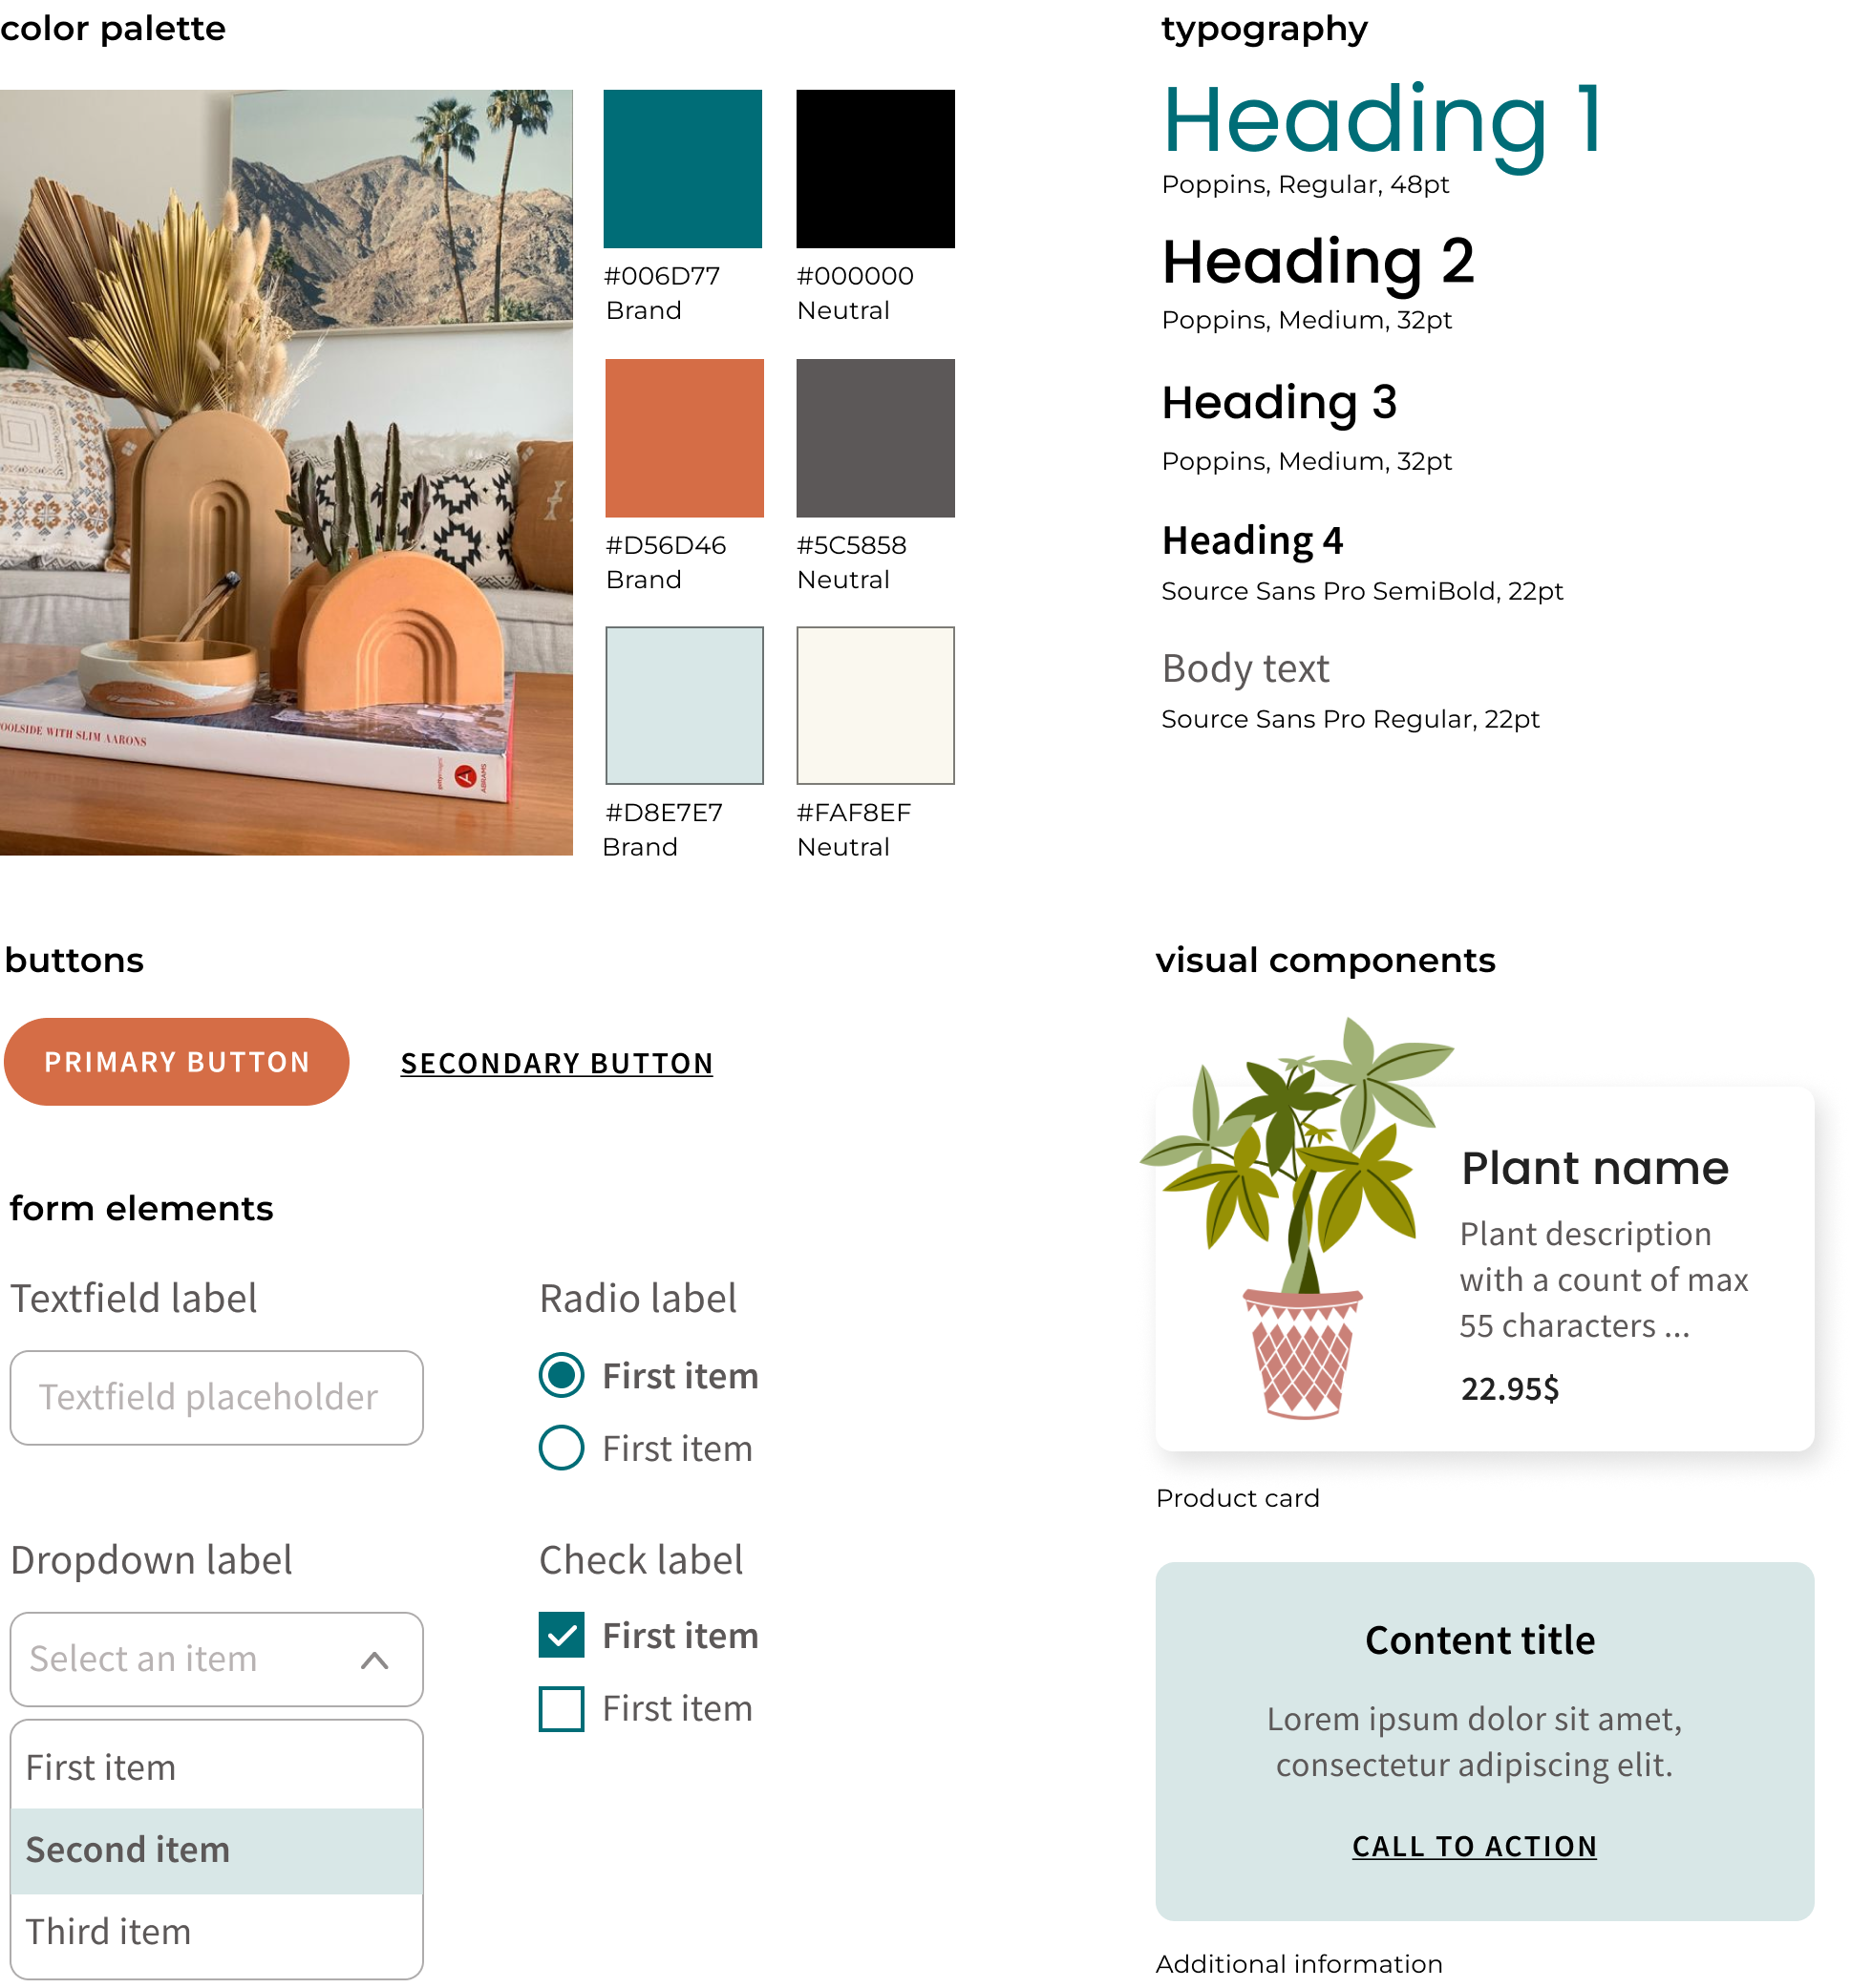 color palette
#006D77
Brand
#000000
Neutral
#D56D46
Brand
#5C5858
Neutral
#D8E7E7
Brand
#FAF8EF
Neutral
POOLSIDE WITH SLIM AARONS
A
ABRAMS
typography
Heading 1
Poppins, Regular, 48pt
Heading 2
Poppins, Medium, 32pt
Heading 3
Poppins, Medium, 32pt
Heading 4
Source Sans Pro SemiBold, 22pt
Body text
Source Sans Pro Regular, 22pt
buttons
PRIMARY BUTTON
SECONDARY BUTTON
form elements
Textfield label
Textfield placeholder
Radio label
First item
First item
Dropdown label
Select an item
First item
Second item
Third item
Check label
First item
First item
visual components
Plant name
Plant description
with a count of max
55 characters ...
22.95$
Product card
Content title
Lorem ipsum dolor sit amet,
consectetur adipiscing elit.
CALL TO ACTION
Additional information